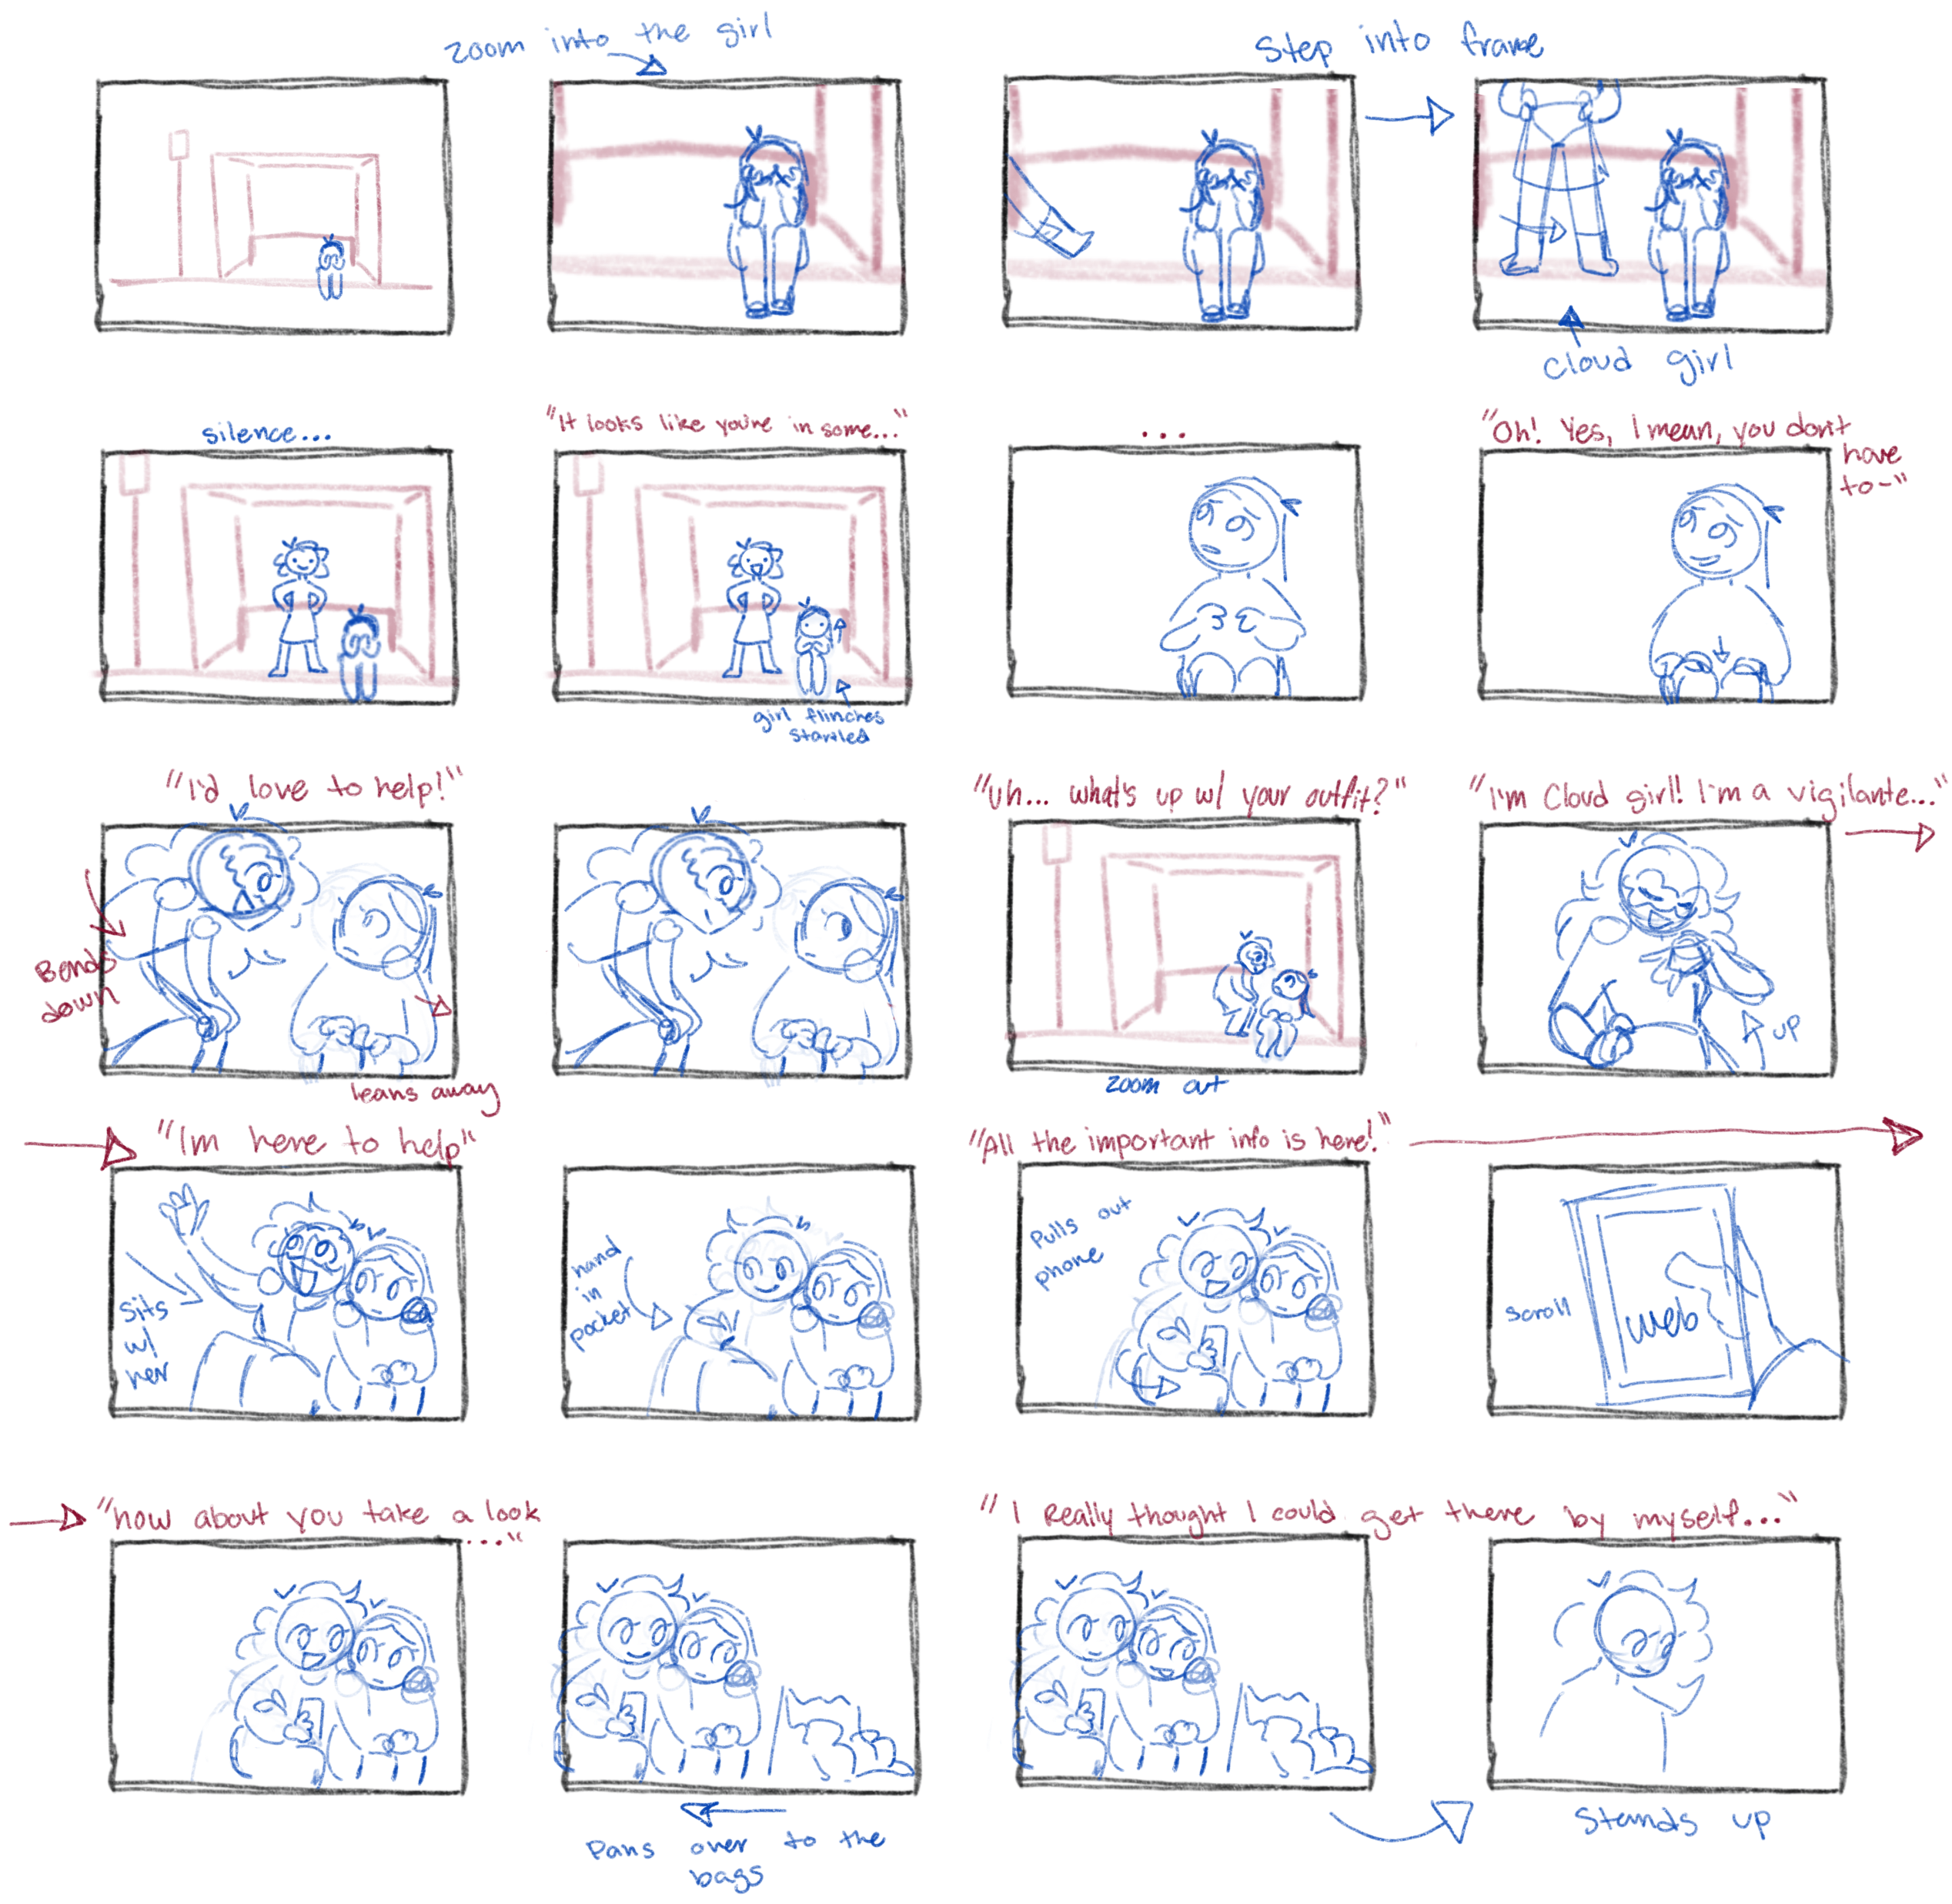 zoom into the girl
Step into frame
Cloud girl
silence...
"It looks like you're in some..."
...
"Oh! Yes, I mean, you don't
have
to-"
girl flinches
startled
"I'd love to help!"
"Uh... what's up w/ your outfit?"
"I'm Cloud girl! I'm a vigilante..."
Bends
down
leans away
zoom out
up
"I'm here to help"
"All the important info is here!"
Sits
w/
her
hand
in
pocket
Pulls out
phone
scroll
web
"how about you take a look
...."
"I Really thought I could get there by myself..."
Pans over to the
bags
Stands up